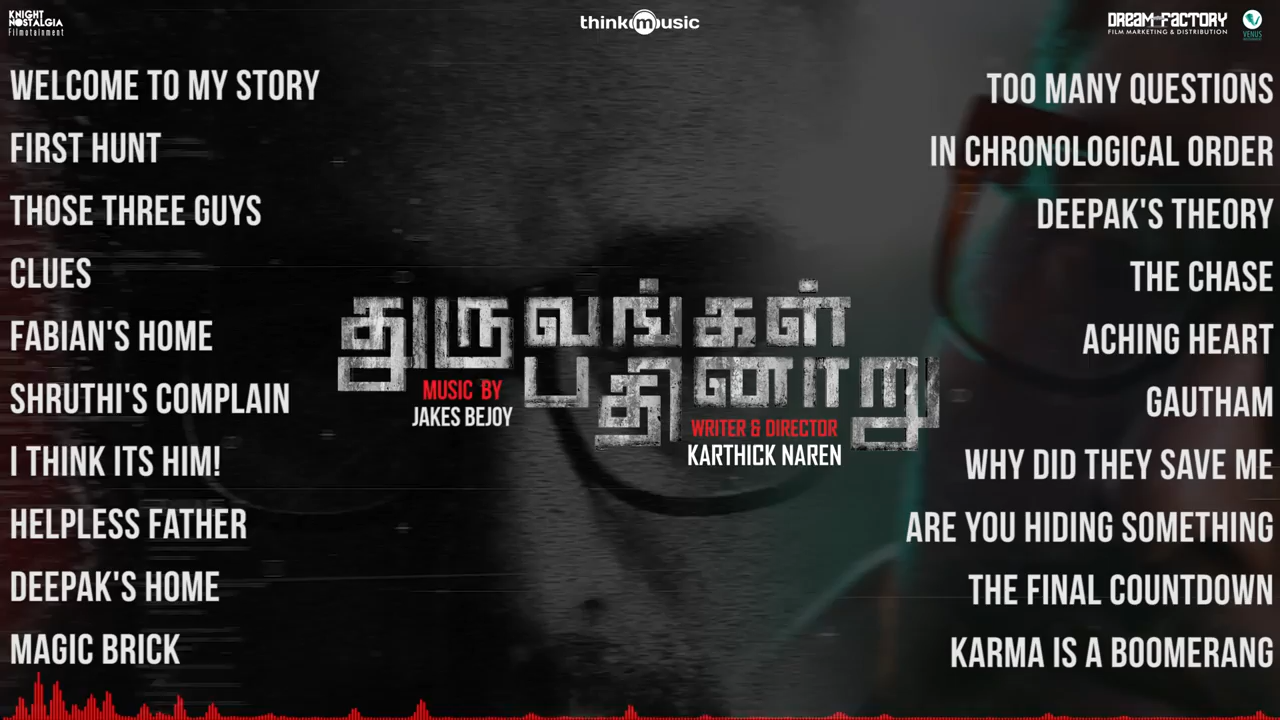 KNIGHT
NOSTALGIA
Filmotainment
thinkmusic
DREAM FACTORY
FILM MARKETING & DISTRIBUTION
VENUS
WELCOME TO MY STORY
FIRST HUNT
THOSE THREE GUYS
CLUES
FABIAN'S HOME
SHRUTHI'S COMPLAIN
I THINK ITS HIM!
HELPLESS FATHER
DEEPAK'S HOME
MAGIC BRICK
துருவங்கள்
பதினாறு
MUSIC BY
JAKES BEJOY
WRITER & DIRECTOR
KARTHICK NAREN
TOO MANY QUESTIONS
IN CHRONOLOGICAL ORDER
DEEPAK'S THEORY
THE CHASE
ACHING HEART
GAUTHAM
WHY DID THEY SAVE ME
ARE YOU HIDING SOMETHING
THE FINAL COUNTDOWN
KARMA IS A BOOMERANG